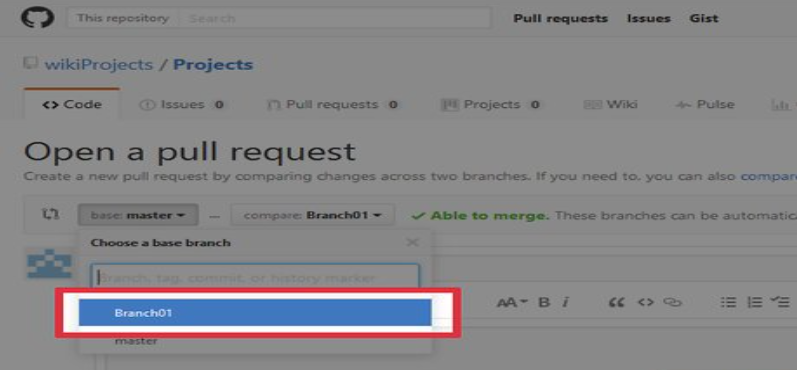 This repository Search Pull requests Issues Gist
wikiProjects / Projects
Code Issues 0 Pull requests 0 Projects 0 Wiki Pulse
Open a pull request
Create a new pull request by comparing changes across two branches. If you need to, you can also compare
base: master ... compare: Branch01 Able to merge. These branches can be automatica
Choose a base branch
Branch, tag, commit, or history marker
AA B i
Branch01
master